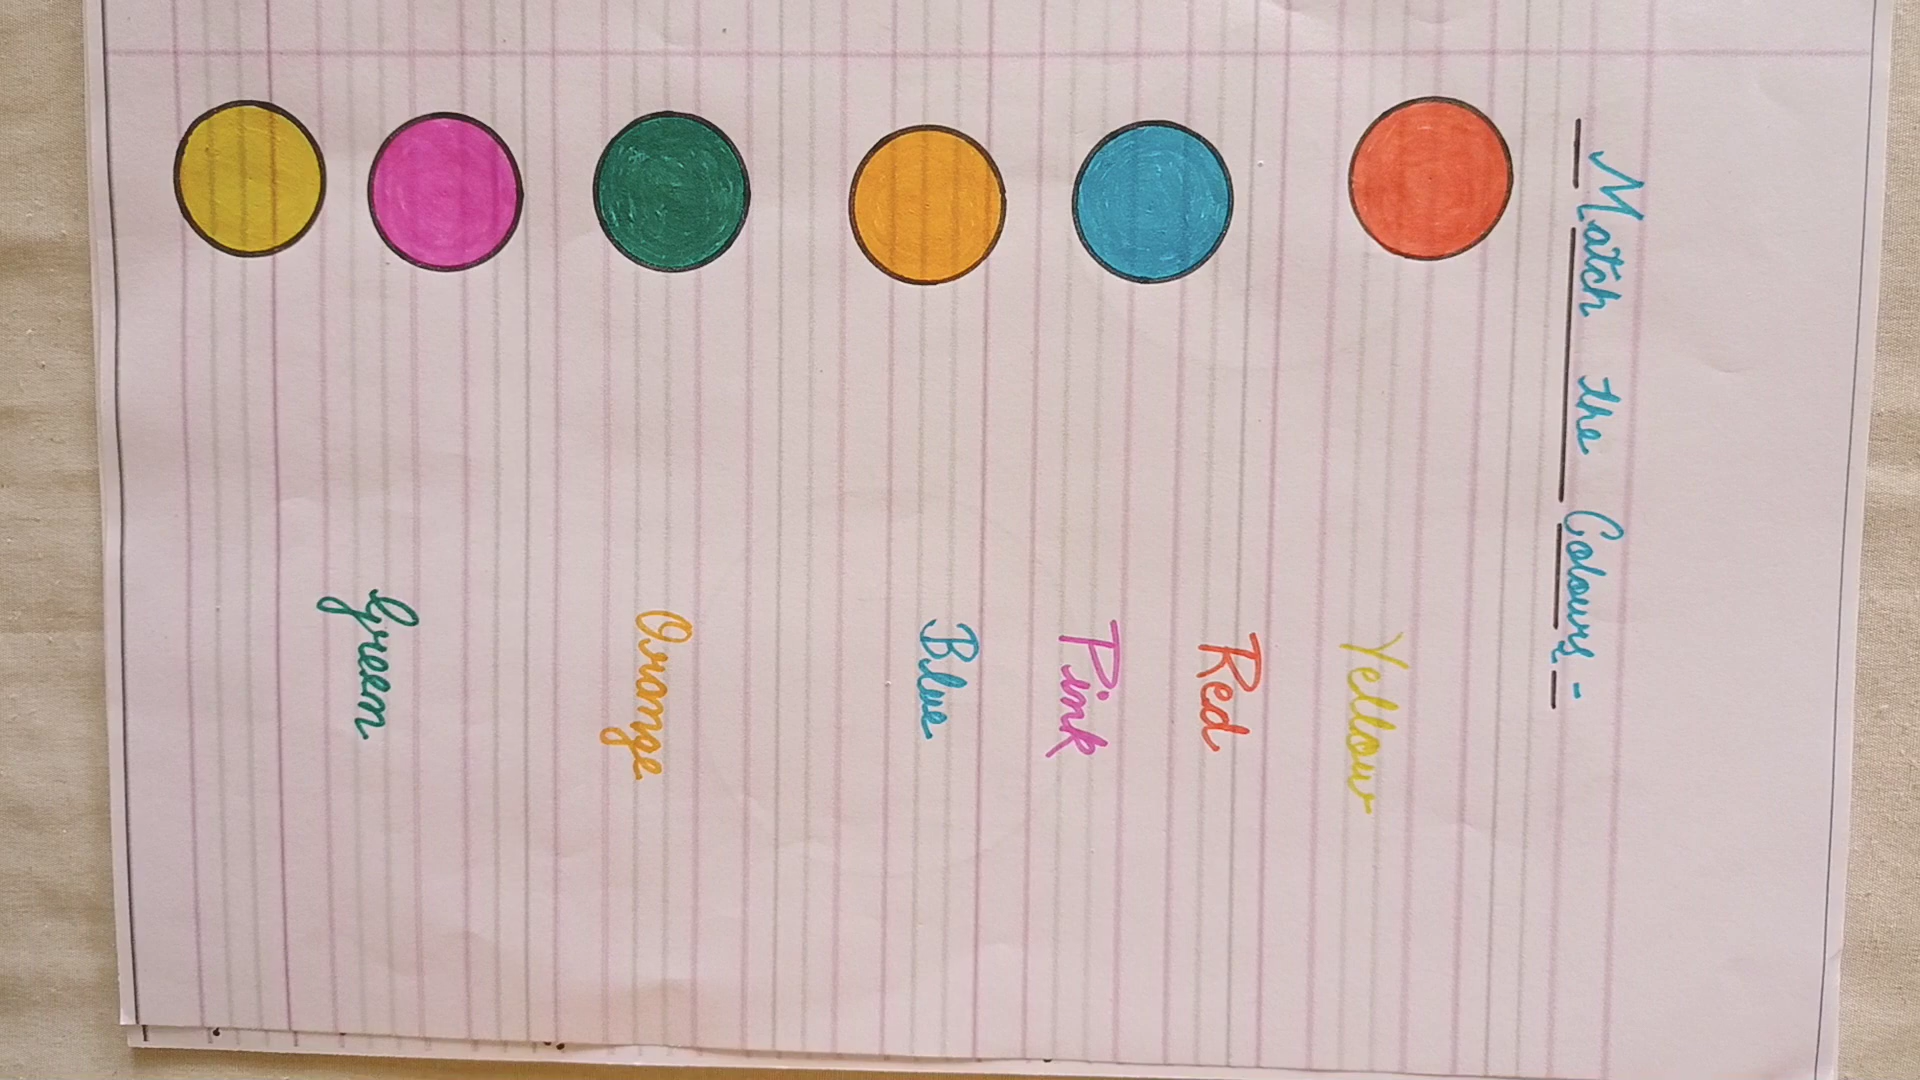 Match the Colours -
Yellow
Red
Pink
Blue
Orange
Green